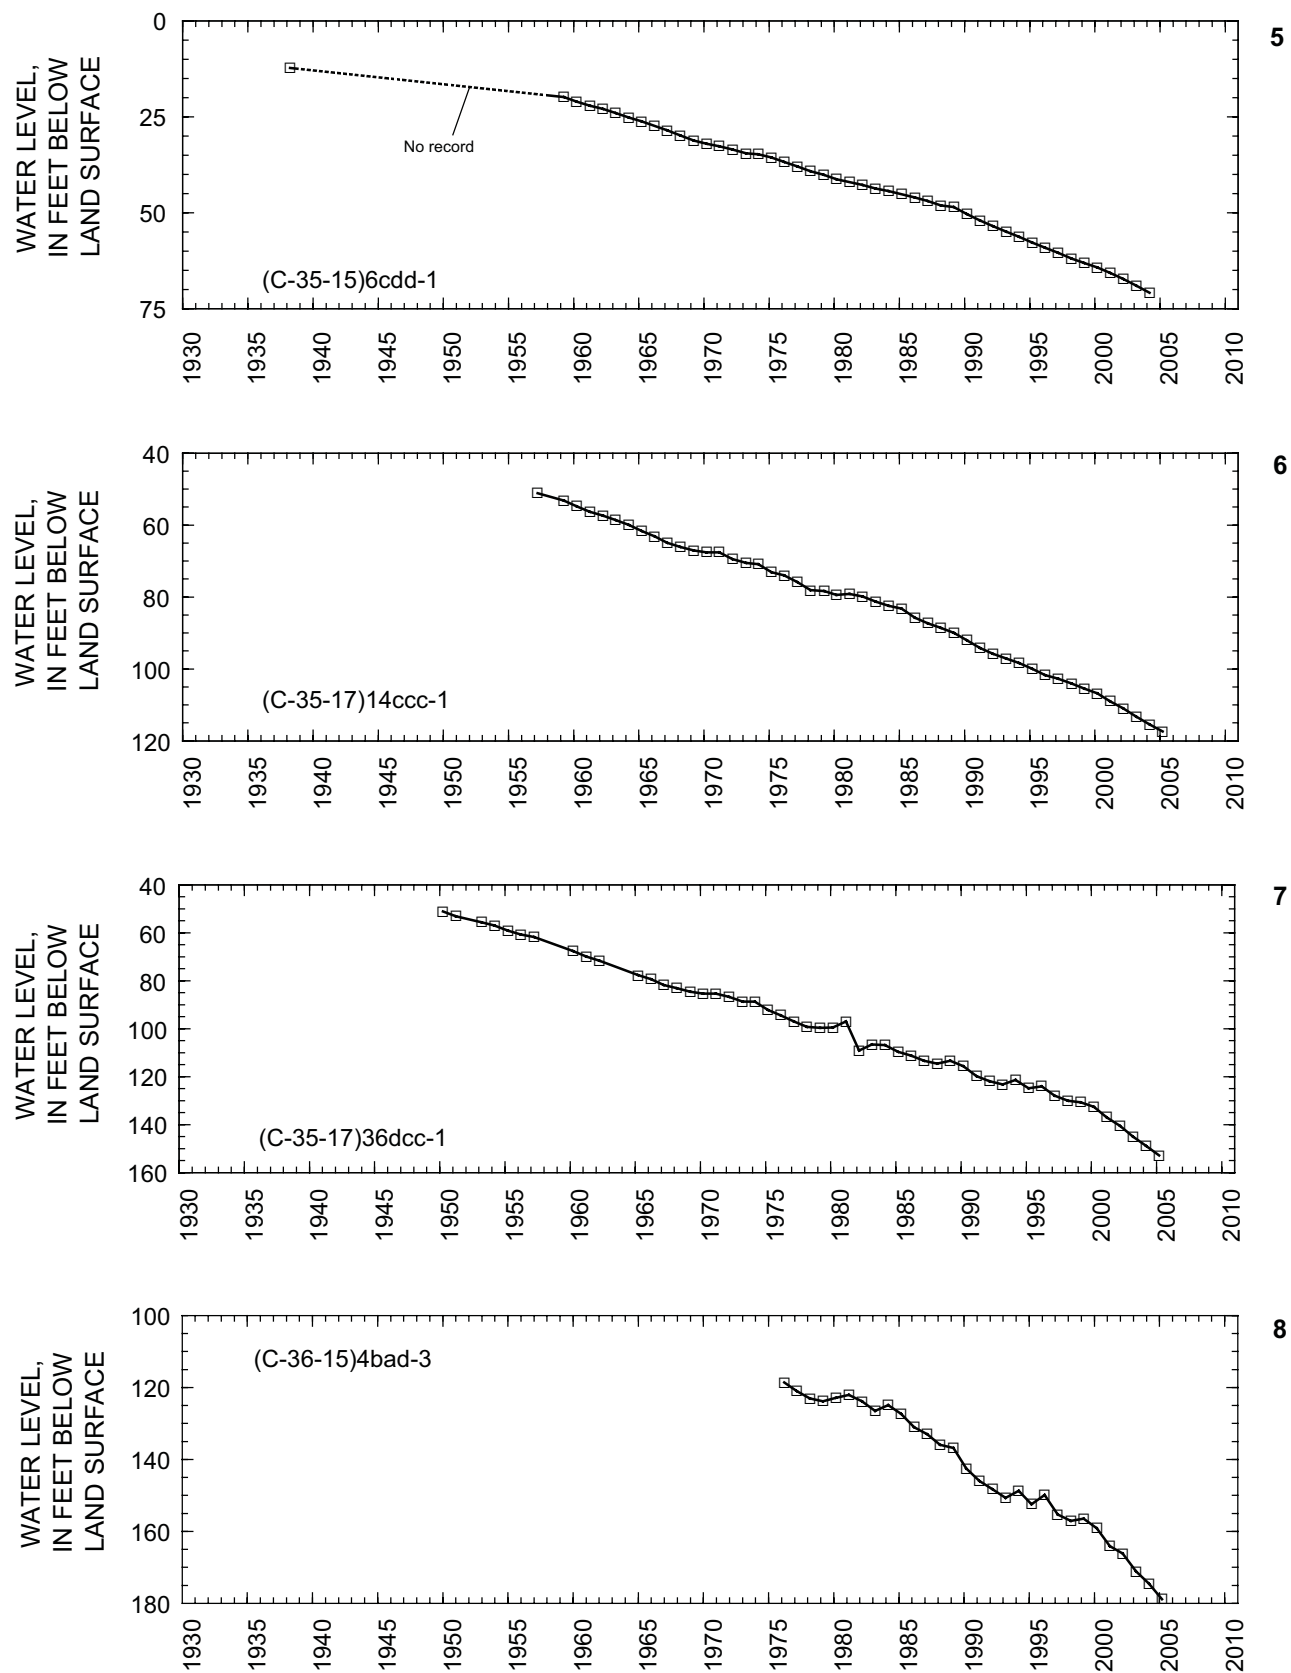 5
WATER LEVEL,
IN FEET BELOW
LAND SURFACE
0
25
50
75
No record
(C-35-15)6cdd-1
1930 1935 1940 1945 1950 1955 1960 1965 1970 1975 1980 1985 1990 1995 2000 2005 2010
6
WATER LEVEL,
IN FEET BELOW
LAND SURFACE
40
60
80
100
120
(C-35-17)14ccc-1
1930 1935 1940 1945 1950 1955 1960 1965 1970 1975 1980 1985 1990 1995 2000 2005 2010
7
WATER LEVEL,
IN FEET BELOW
LAND SURFACE
40
60
80
100
120
140
160
(C-35-17)36dcc-1
1930 1935 1940 1945 1950 1955 1960 1965 1970 1975 1980 1985 1990 1995 2000 2005 2010
8
WATER LEVEL,
IN FEET BELOW
LAND SURFACE
100
120
140
160
180
(C-36-15)4bad-3
1930 1935 1940 1945 1950 1955 1960 1965 1970 1975 1980 1985 1990 1995 2000 2005 2010